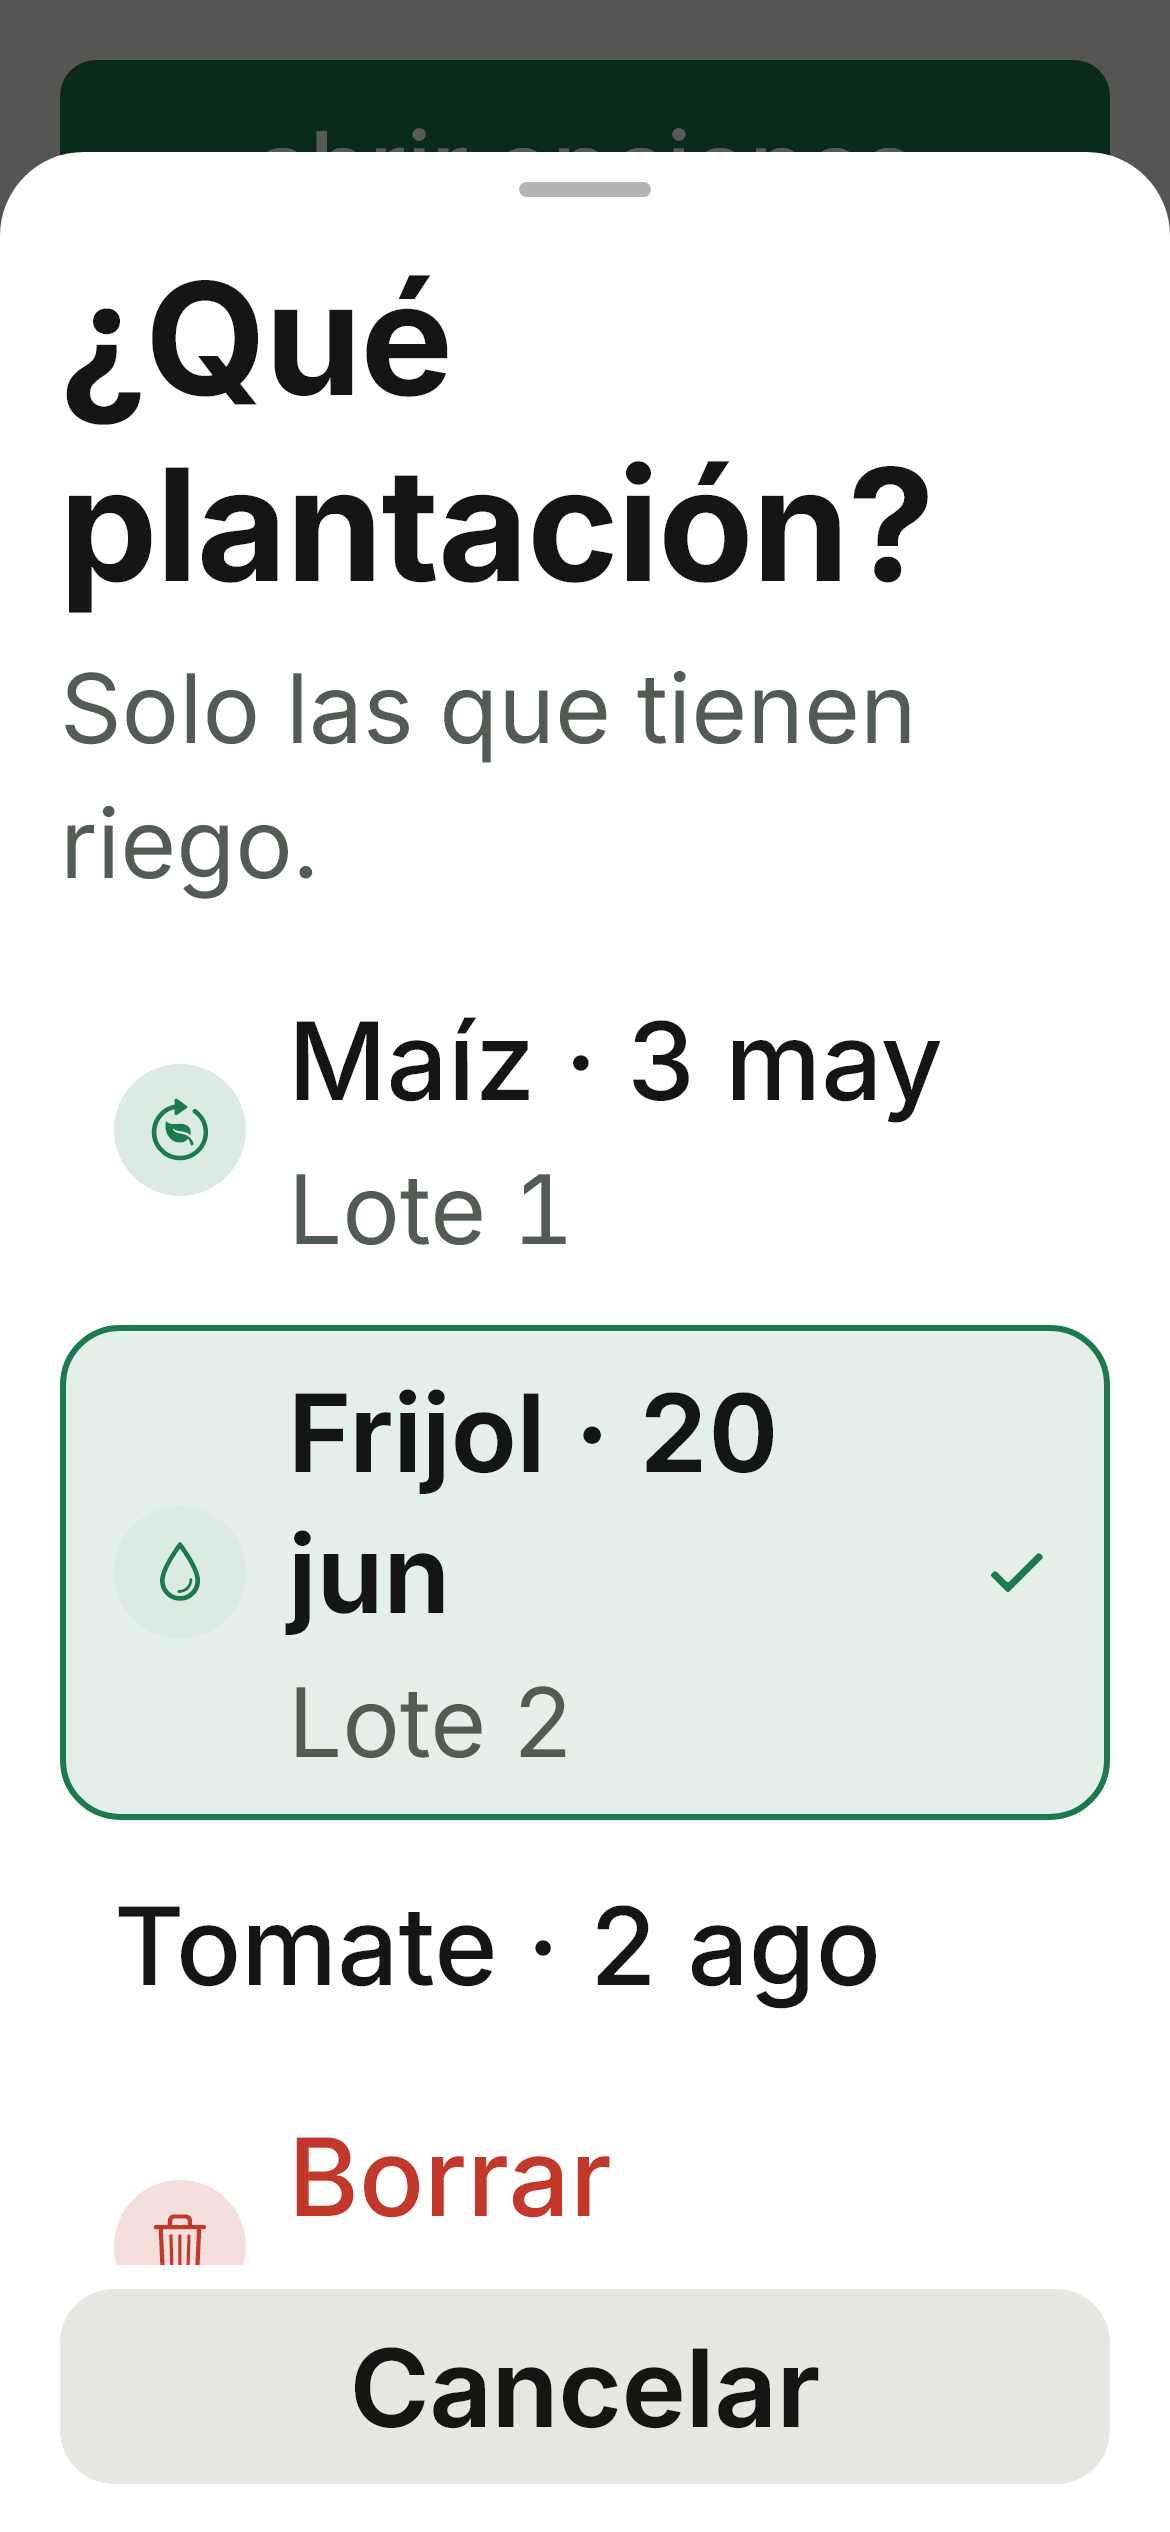 ¿Qué
plantación?
Solo las que tienen
riego.
Maíz · 3 may
Lote 1
Frijol · 20
jun
Lote 2
Tomate · 2 ago
Borrar
Cancelar